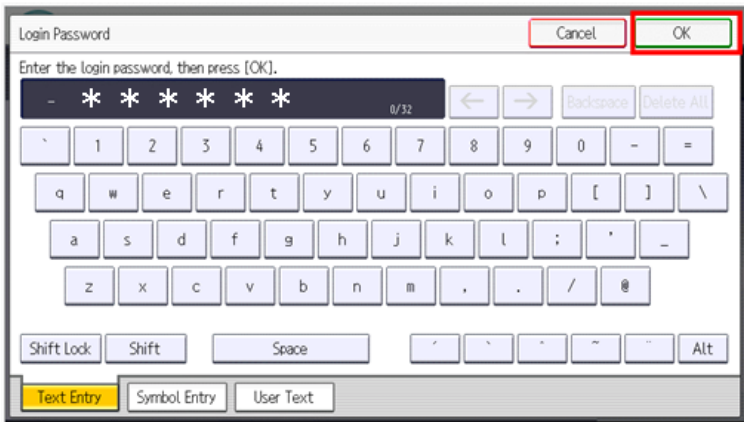 Login Password Cancel OK
Enter the login password, then press [OK].
_ * * * * * * 0/32 ← → Backspace Delete All
` 1 2 3 4 5 6 7 8 9 0 - =
q w e r t y u i o p [ ] \
a s d f g h j k l ; ' _
z x c v b n m , . / @
Shift Lock Shift Space ´ ` ^ ~ ¨ Alt
Text Entry Symbol Entry User Text